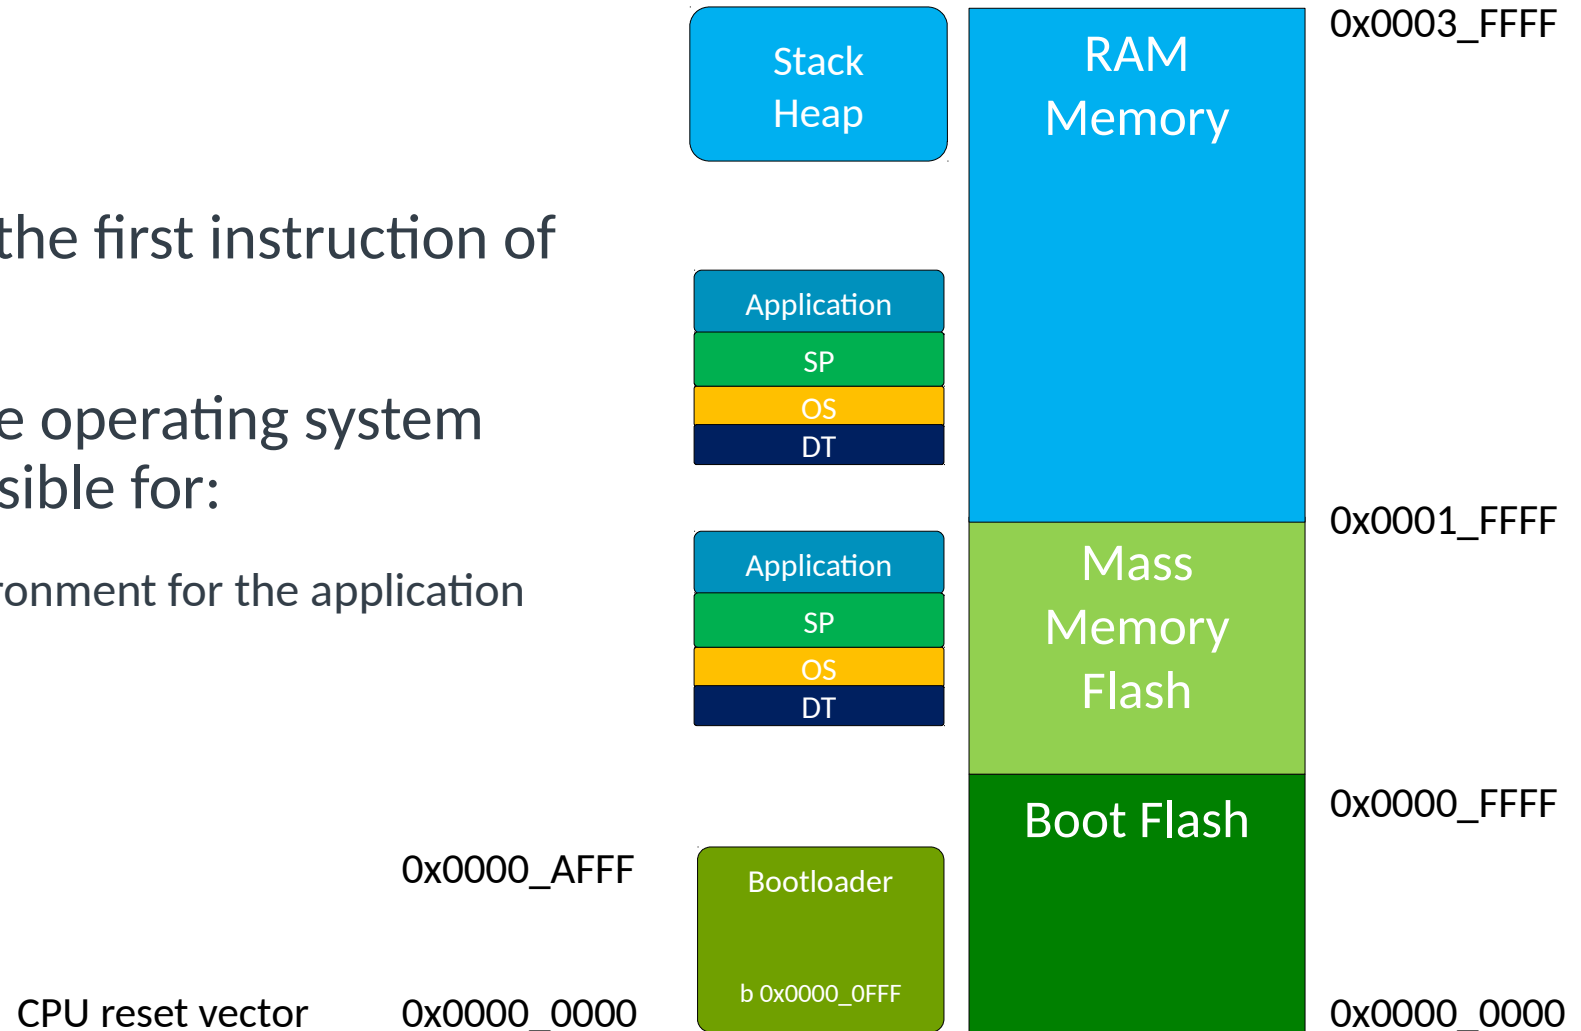 the first instruction of
e operating system
sible for:
ronment for the application
0x0000_AFFF
CPU reset vector
0x0000_0000
Stack
Heap
Application
SP
OS
DT
Application
SP
OS
DT
Bootloader
b 0x0000_0FFF
RAM
Memory
Mass
Memory
Flash
Boot Flash
0x0003_FFFF
0x0001_FFFF
0x0000_FFFF
0x0000_0000